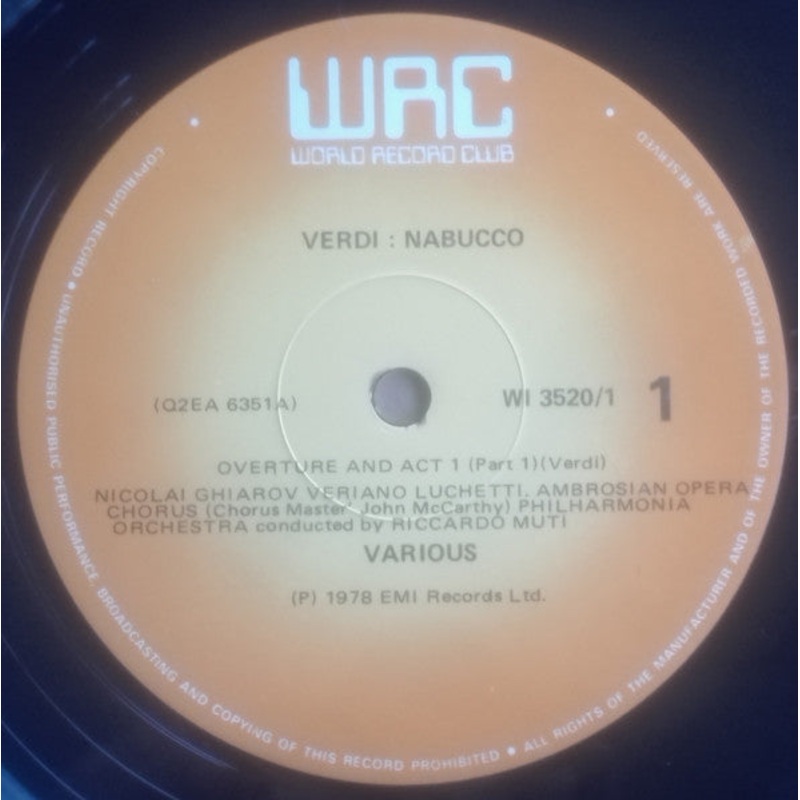 WRC
WORLD RECORD CLUB
VERDI : NABUCCO
(Q2EA 6351A)
WI 3520/1
1
OVERTURE AND ACT 1 (Part 1)(Verdi)
NICOLAI GHIAROV VERIANO LUCHETTI. AMBROSIAN OPERA
CHORUS (Chorus Master: John McCarthy) PHILHARMONIA
ORCHESTRA conducted by RICCARDO MUTI
VARIOUS
(P) 1978 EMI Records Ltd.
COPYRIGHT RECORD • UNAUTHORISED PUBLIC PERFORMANCE, BROADCASTING AND COPYING OF THIS RECORD PROHIBITED • ALL RIGHTS OF THE MANUFACTURER AND OF THE OWNER OF THE RECORDED WORK ARE RESERVED